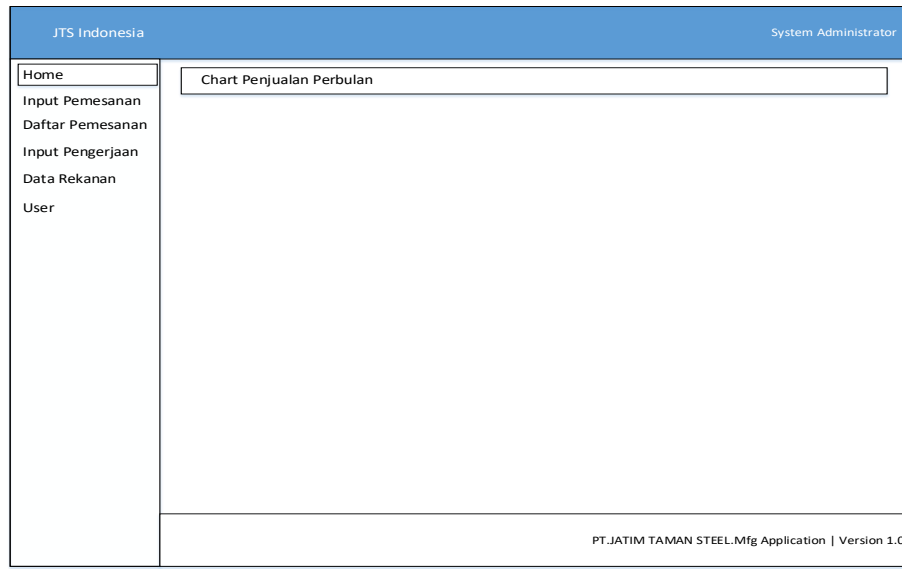 JTS Indonesia
System Administrator
Home
Input Pemesanan
Daftar Pemesanan
Input Pengerjaan
Data Rekanan
User
Chart Penjualan Perbulan
PT.JATIM TAMAN STEEL.Mfg Application | Version 1.0